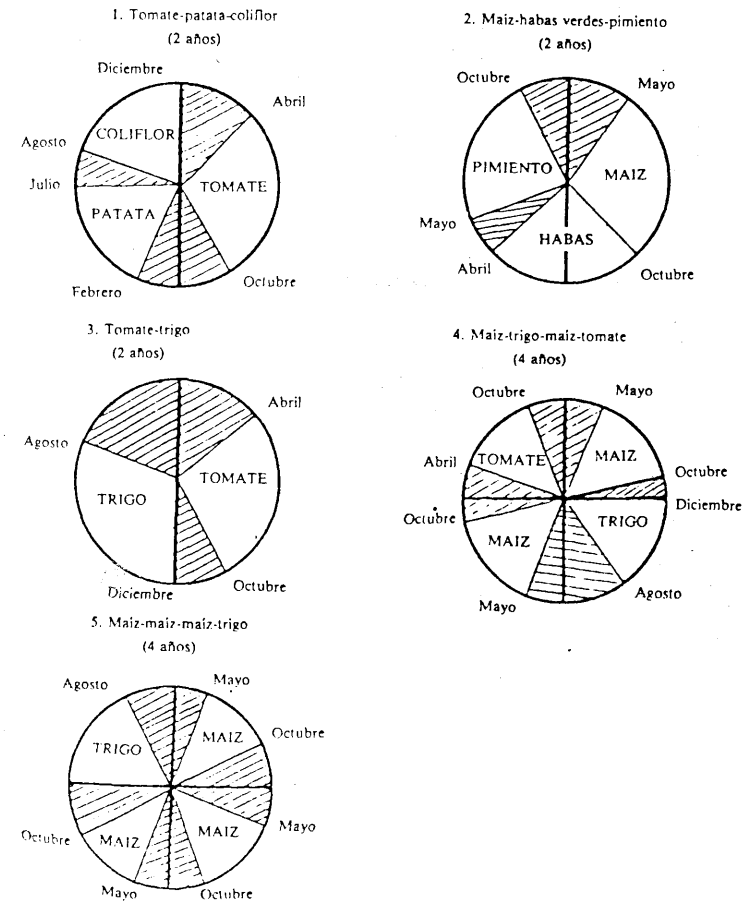 1. Tomate-patata-coliflor
(2 años)
Diciembre
Abril
Agosto
COLIFLOR
Julio
TOMATE
PATATA
Febrero
Octubre
2. Maiz-habas verdes-pimiento
(2 años)
Octubre
Mayo
PIMIENTO
MAIZ
Mayo
HABAS
Abril
Octubre
3. Tomate-trigo
(2 años)
Abril
Agosto
TOMATE
TRIGO
Diciembre
Octubre
4. Maiz-trigo-maiz-tomate
(4 años)
Octubre
Mayo
Abril
TOMATE
MAIZ
Octubre
Diciembre
Octubre
TRIGO
MAIZ
Mayo
Agosto
5. Maiz-maiz-maiz-trigo
(4 años)
Agosto
Mayo
TRIGO
MAIZ
Octubre
Octubre
MAIZ
MAIZ
Mayo
Mayo
Octubre